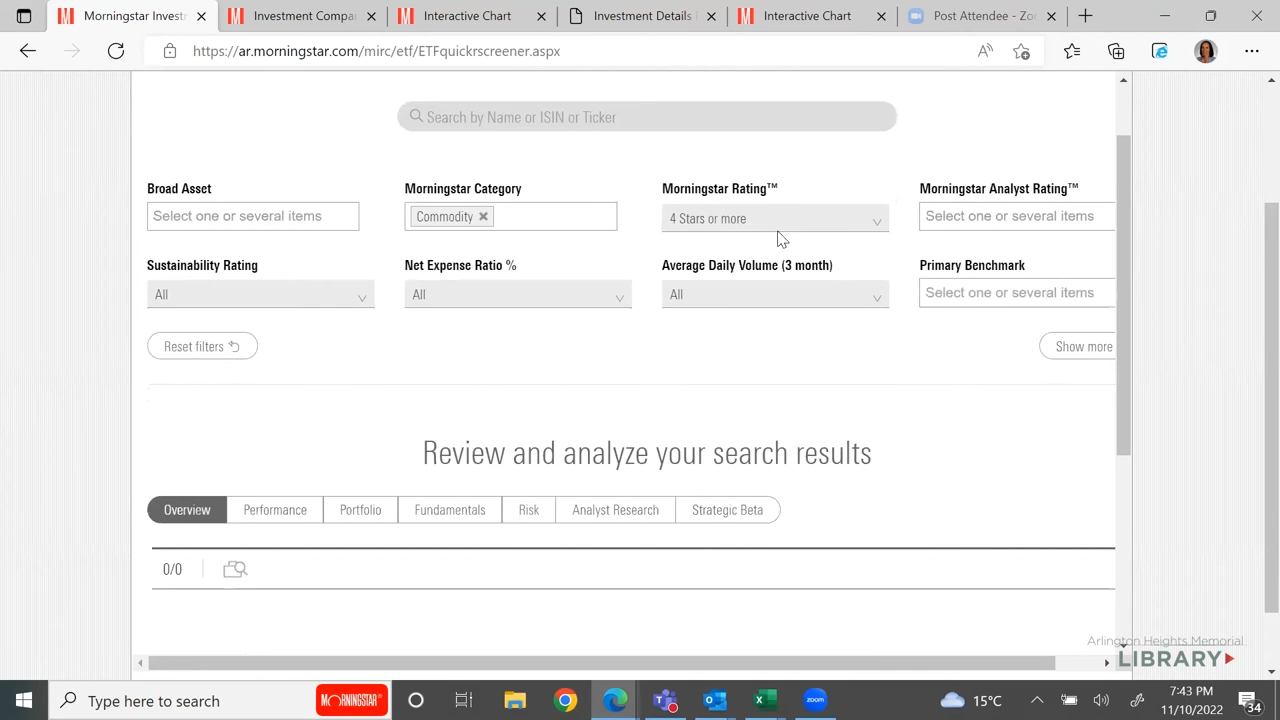 Morningstar Inves
Investment Compa
Interactive Chart
Investment Details
Interactive Chart
Post Attendee - Zoo
https://ar.morningstar.com/mirc/etf/ETFquickrscreener.aspx
Search by Name or ISIN or Ticker
Broad Asset
Morningstar Category
Morningstar Rating™
Morningstar Analyst Rating™
Select one or several items
Commodity
4 Stars or more
Select one or several items
Sustainability Rating
Net Expense Ratio %
Average Daily Volume (3 month)
Primary Benchmark
All
All
All
Select one or several items
Reset filters
Show more
Review and analyze your search results
Overview
Performance
Portfolio
Fundamentals
Risk
Analyst Research
Strategic Beta
0/0
Arlington Heights Memorial
LIBRARY
Type here to search
MORNINGSTAR
zoom
15°C
7:43 PM
11/10/2022
34